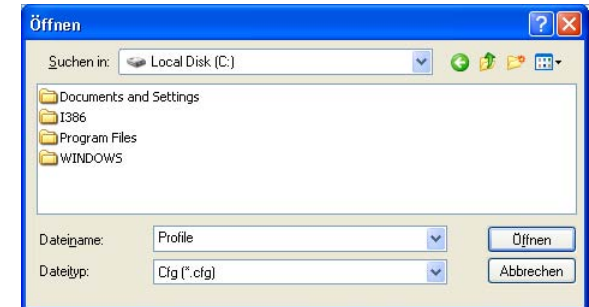 Öffnen
Suchen in: Local Disk (C:)
Documents and Settings
I386
Program Files
WINDOWS
Dateiname: Profile Öffnen
Dateityp: Cfg (*.cfg) Abbrechen